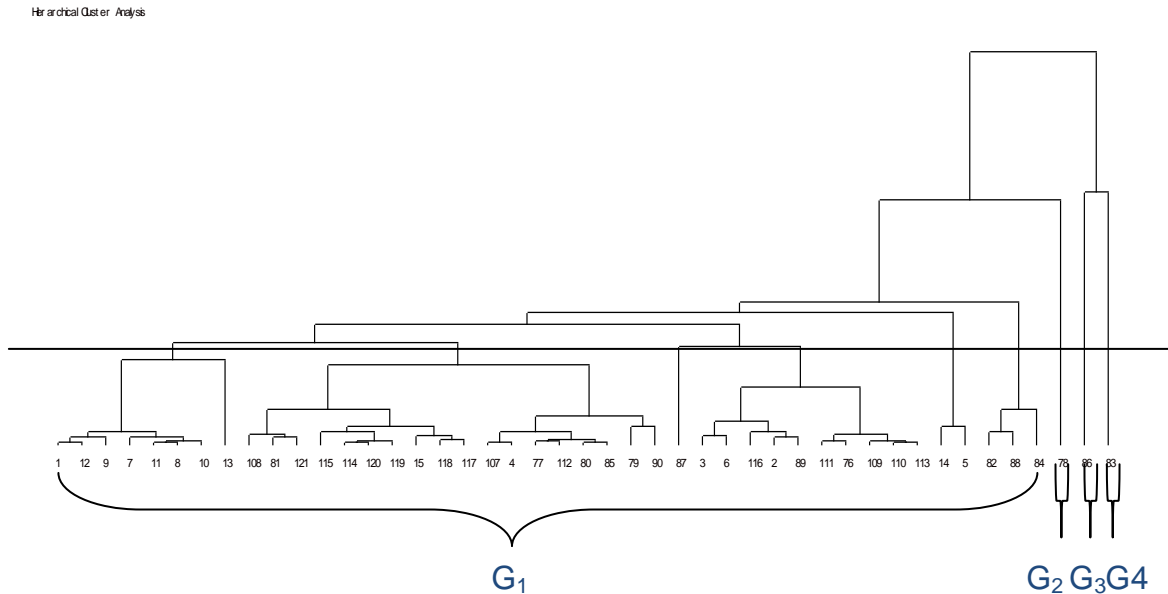 Hierarchical Cluster Analysis
1 12 9 7 11 8 10 13 108 81 121 115 114 120 119 15 118 117 107 4 77 112 80 85 79 90 87 3 6 116 2 89 111 76 109 110 113 14 5 82 88 84 78 86 83
G₁ G₂ G₃ G4